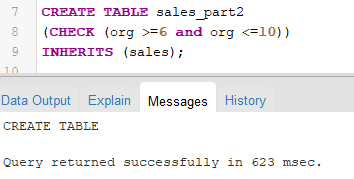 7 CREATE TABLE sales_part2
8 (CHECK (org >=6 and org <=10))
9 INHERITS (sales);
10
Data Output Explain Messages History
CREATE TABLE
Query returned successfully in 623 msec.